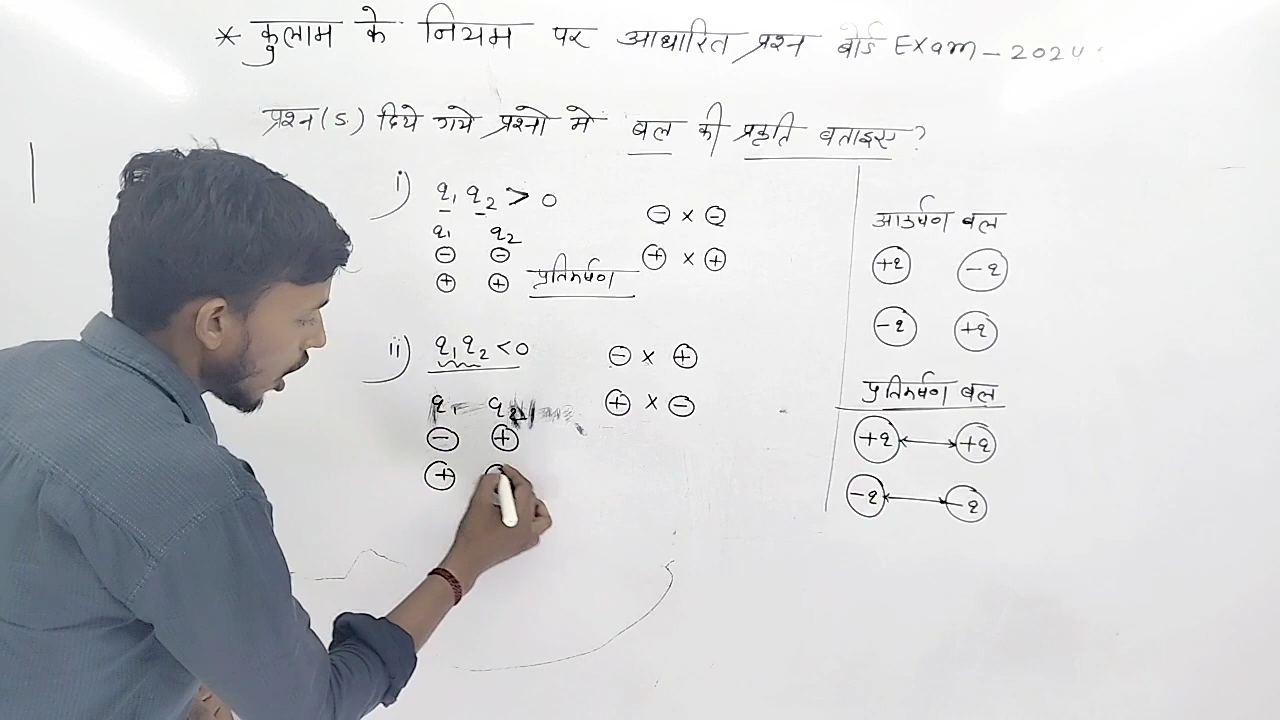 * कुलाम के नियम पर आधारित प्रश्न बोर्ड Exam - 2024
प्रश्न (5.) दिये गये प्रश्नो मे बल की प्रकृति बताइए?
i) q₁ q₂ > 0
q₁ q₂
⊖ ⊖
⊕ ⊕ प्रतिकर्षण
⊖ × ⊖
⊕ × ⊕
ii) q₁ q₂ < 0
q₁ q₂
⊖ ⊕
⊕
⊖ × ⊕
⊕ × ⊖
आकर्षण बल
+q -q
-q +q
प्रतिकर्षण बल
+q ↔ +q
-q ↔ -q